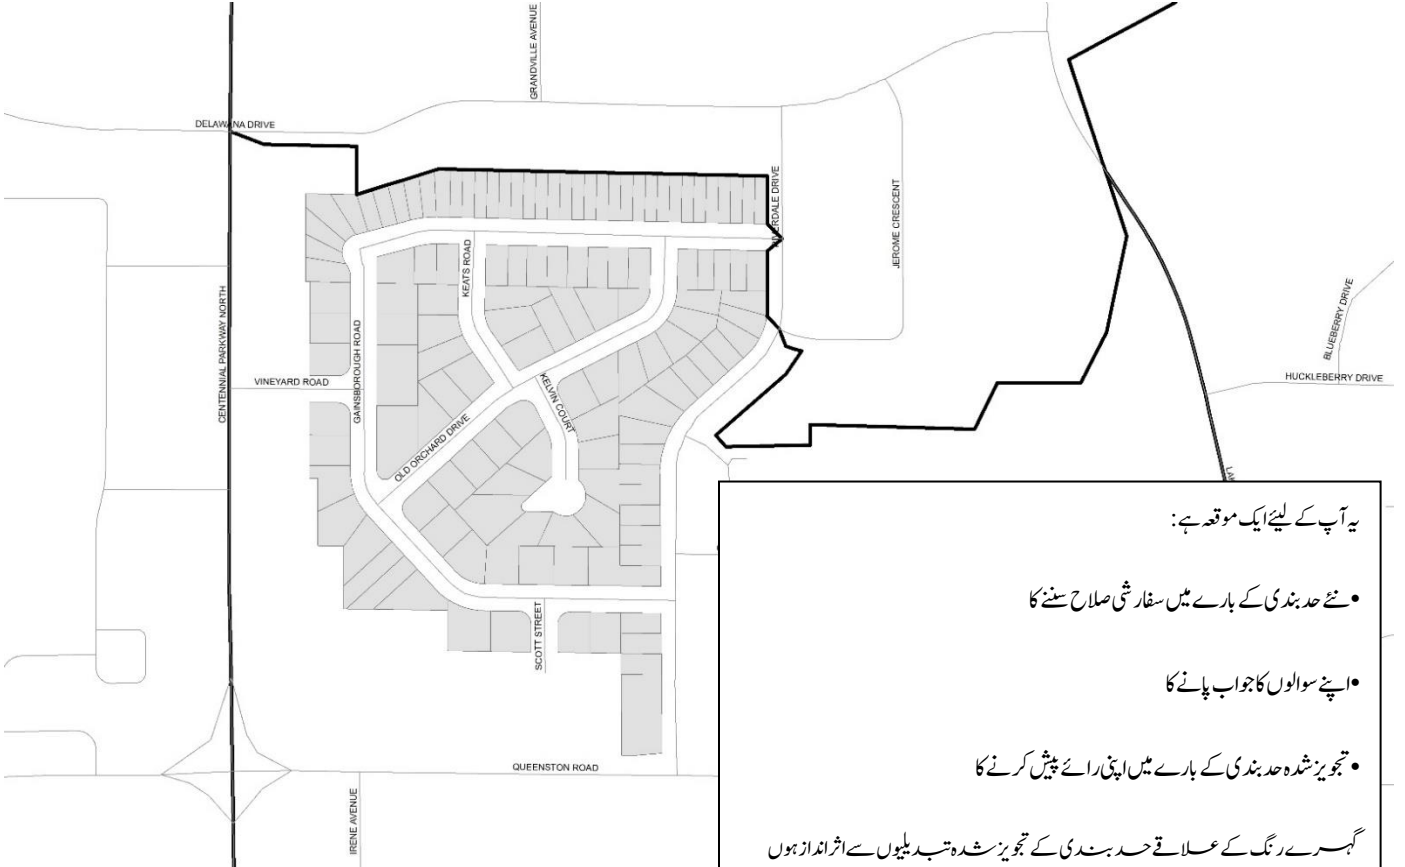 GRANDVILLE AVENUE
DELAWANA DRIVE
JEROME CRESCENT
KEATS ROAD
CENTENNIAL PARKWAY NORTH
GAINSBOROUGH ROAD
VINEYARD ROAD
KELVIN COURT
OLD ORCHARD DRIVE
BLUEBERRY DRIVE
HUCKLEBERRY DRIVE
SCOTT STREET
QUEENSTON ROAD
IRENE AVENUE
یہ آپ کے لیئے ایک موقعہ ہے:
•نئے حد بندی کے بارے میں سفارشی صلاح سننے کا
•اپنے سوالوں کا جواب پانے کا
• تجویز شدہ حد بندی کے بارے میں اپنی رائے پیش کرنے کا
گہرے رنگ کے علاقے حد بندی کے تجویز شدہ تبدیلیوں سے اثر انداز ہوں